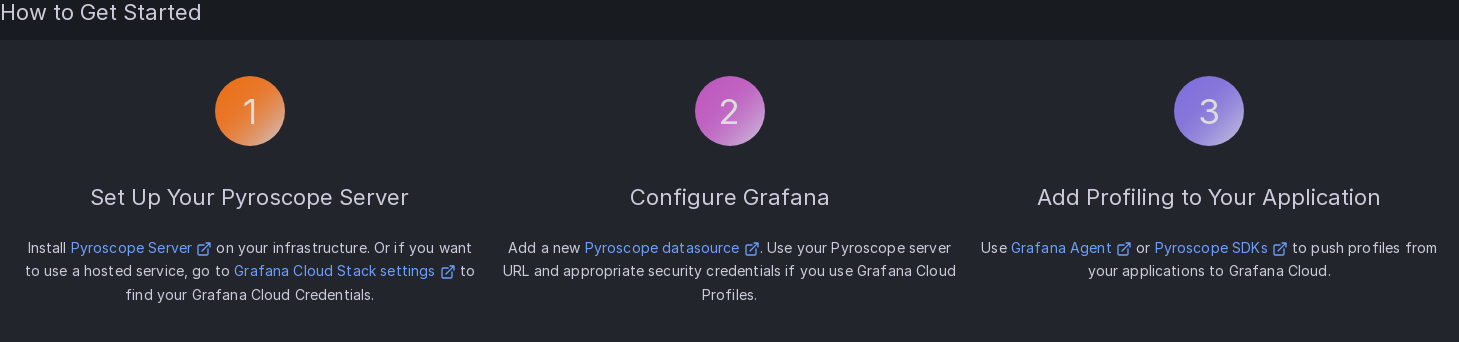 How to Get Started
1
2
3
Set Up Your Pyroscope Server
Install Pyroscope Server on your infrastructure. Or if you want
to use a hosted service, go to Grafana Cloud Stack settings to
find your Grafana Cloud Credentials.
Configure Grafana
Add a new Pyroscope datasource. Use your Pyroscope server
URL and appropriate security credentials if you use Grafana Cloud
Profiles.
Add Profiling to Your Application
Use Grafana Agent or Pyroscope SDKs to push profiles from
your applications to Grafana Cloud.